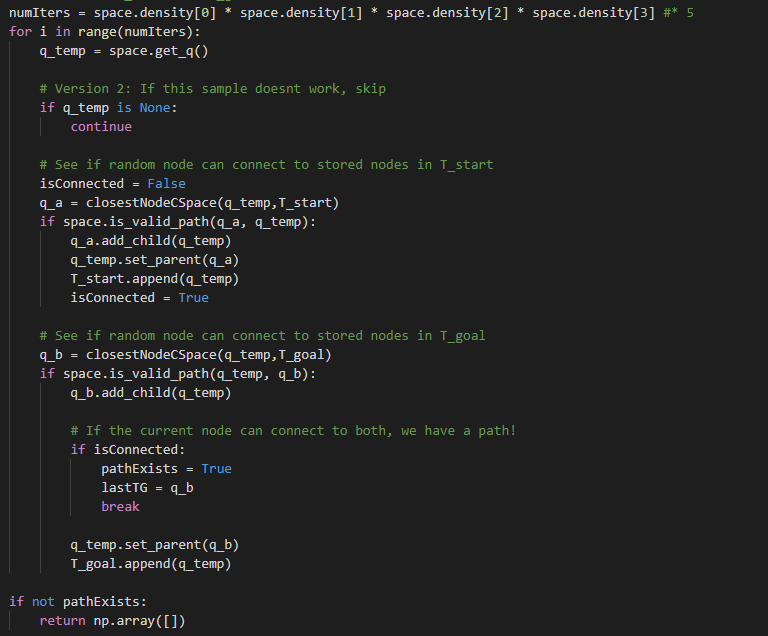 numIters = space.density[0] * space.density[1] * space.density[2] * space.density[3] #* 5
for i in range(numIters):
    q_temp = space.get_q()

    # Version 2: If this sample doesnt work, skip
    if q_temp is None:
        continue

    # See if random node can connect to stored nodes in T_start
    isConnected = False
    q_a = closestNodeCSpace(q_temp,T_start)
    if space.is_valid_path(q_a, q_temp):
        q_a.add_child(q_temp)
        q_temp.set_parent(q_a)
        T_start.append(q_temp)
        isConnected = True

    # See if random node can connect to stored nodes in T_goal
    q_b = closestNodeCSpace(q_temp,T_goal)
    if space.is_valid_path(q_temp, q_b):
        q_b.add_child(q_temp)

        # If the current node can connect to both, we have a path!
        if isConnected:
            pathExists = True
            lastTG = q_b
            break

        q_temp.set_parent(q_b)
        T_goal.append(q_temp)

if not pathExists:
    return np.array([])